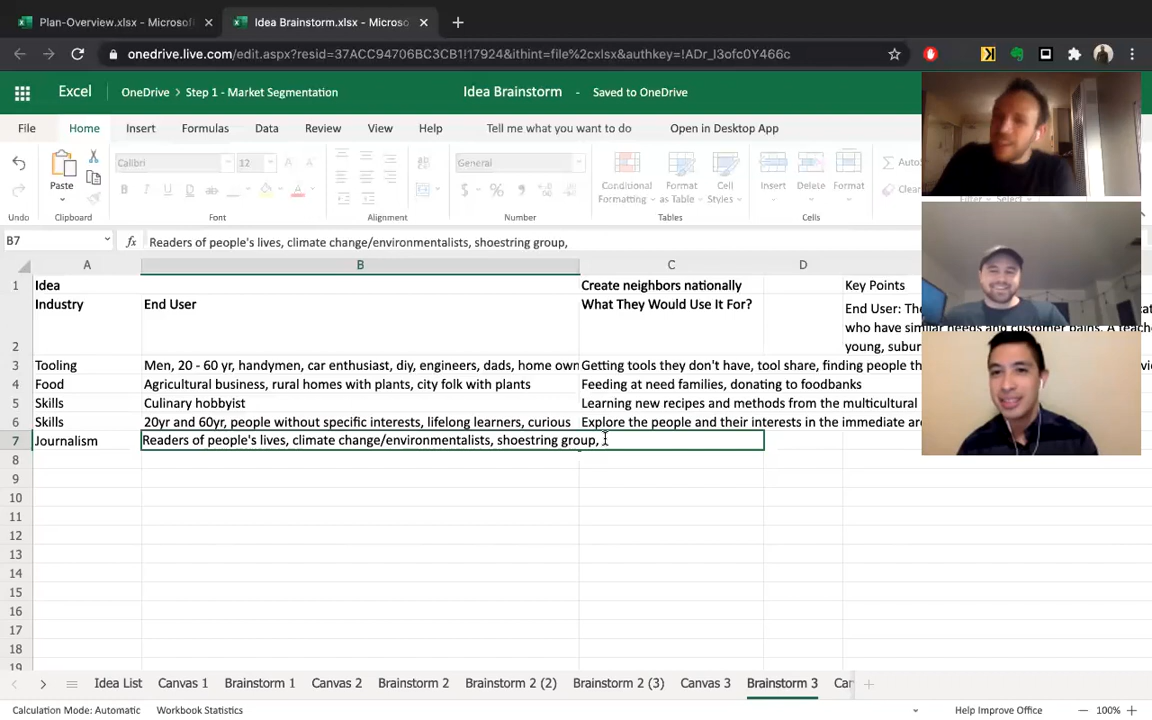 Plan-Overview.xlsx - Microsoft
Idea Brainstorm.xlsx - Microso
onedrive.live.com/edit.aspx?resid=37ACC94706BC3CB1!17924&ithint=file%2cxlsx&authkey=!ADr_I3ofc0Y466c
Excel OneDrive > Step 1 - Market Segmentation Idea Brainstorm - Saved to OneDrive
File Home Insert Formulas Data Review View Help Tell me what you want to do Open in Desktop App
Calibri 12 General
Paste
Conditional Formatting
Format as Table
Cell Styles
Insert Delete Format
Clear
Undo Clipboard Font Alignment Number Tables Cells
B7 fx Readers of people's lives, climate change/environmentalists, shoestring group,
A B C D
1 Idea Create neighbors nationally Key Points
2 Industry End User What They Would Use It For?
End User: The
who have similar needs and customer pains. A teache
young, subur
3 Tooling Men, 20 - 60 yr, handymen, car enthusiast, diy, engineers, dads, home own Getting tools they don't have, tool share, finding people th
4 Food Agricultural business, rural homes with plants, city folk with plants Feeding at need families, donating to foodbanks
5 Skills Culinary hobbyist Learning new recipes and methods from the multicultural
6 Skills 20yr and 60yr, people without specific interests, lifelong learners, curious Explore the people and their interests in the immediate are
7 Journalism Readers of people's lives, climate change/environmentalists, shoestring group,
8
9
10
11
12
13
14
15
16
17
18
19
Idea List Canvas 1 Brainstorm 1 Canvas 2 Brainstorm 2 Brainstorm 2 (2) Brainstorm 2 (3) Canvas 3 Brainstorm 3 Can
Calculation Mode: Automatic Workbook Statistics Help Improve Office 100%